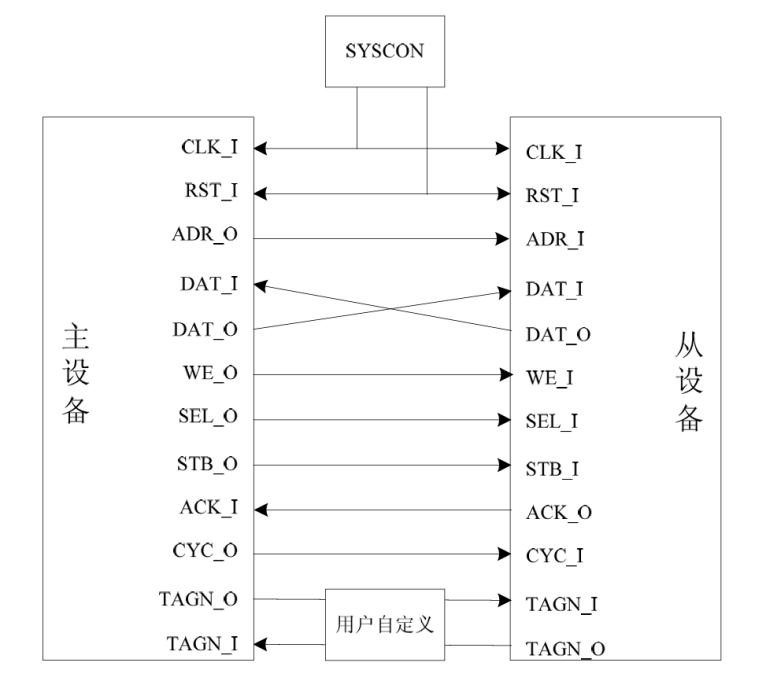 SYSCON
主设备
CLK_I
RST_I
ADR_O
DAT_I
DAT_O
WE_O
SEL_O
STB_O
ACK_I
CYC_O
TAGN_O
TAGN_I
用户自定义
CLK_I
RST_I
ADR_I
DAT_I
DAT_O
WE_I
SEL_I
STB_I
ACK_O
CYC_I
TAGN_I
TAGN_O
从设备